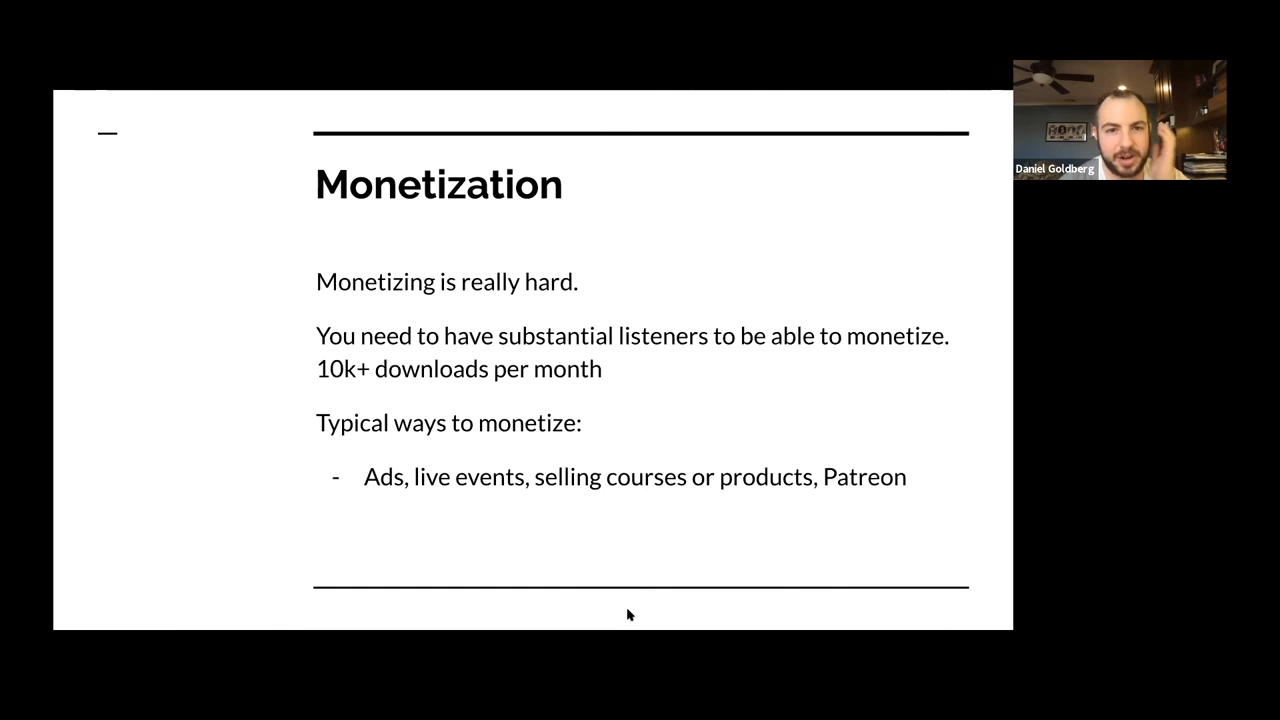 Monetization
Monetizing is really hard.
You need to have substantial listeners to be able to monetize.
10k+ downloads per month
Typical ways to monetize:
- Ads, live events, selling courses or products, Patreon
Daniel Goldberg